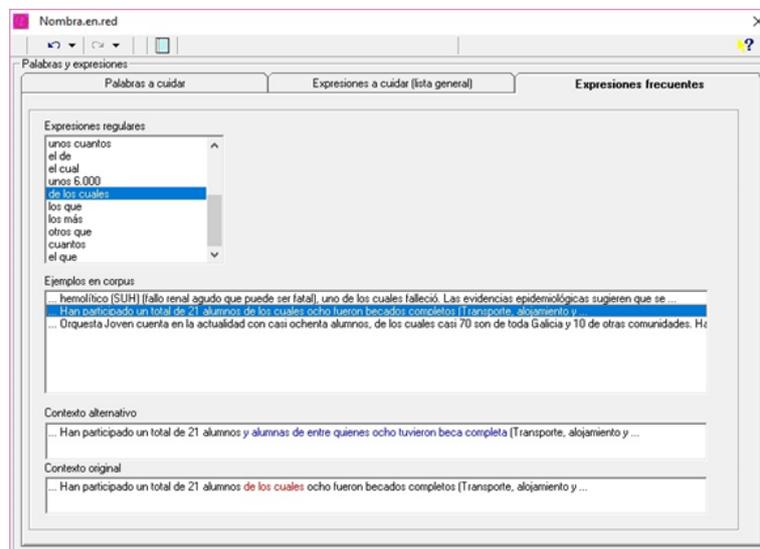 Nombra.en.red
Palabras y expresiones
Palabras a cuidar
Expresiones a cuidar (lista general)
Expresiones frecuentes
Expresiones regulares
unos cuantos
el de
el cual
unos 6.000
de los cuales
los que
los más
otros que
cuantos
el que
Ejemplos en corpus
... hemolítico (SUH) (fallo renal agudo que puede ser fatal), uno de los cuales falleció. Las evidencias epidemiológicas sugieren que se ...
... Han participado un total de 21 alumnos de los cuales ocho fueron becados completos (Transporte, alojamiento y ...
... Orquesta Joven cuenta en la actualidad con casi ochenta alumnos, de los cuales casi 70 son de toda Galicia y 10 de otras comunidades. Ha
Contexto alternativo
... Han participado un total de 21 alumnos y alumnas de entre quienes ocho tuvieron beca completa (Transporte, alojamiento y ...
Contexto original
... Han participado un total de 21 alumnos de los cuales ocho fueron becados completos (Transporte, alojamiento y ...